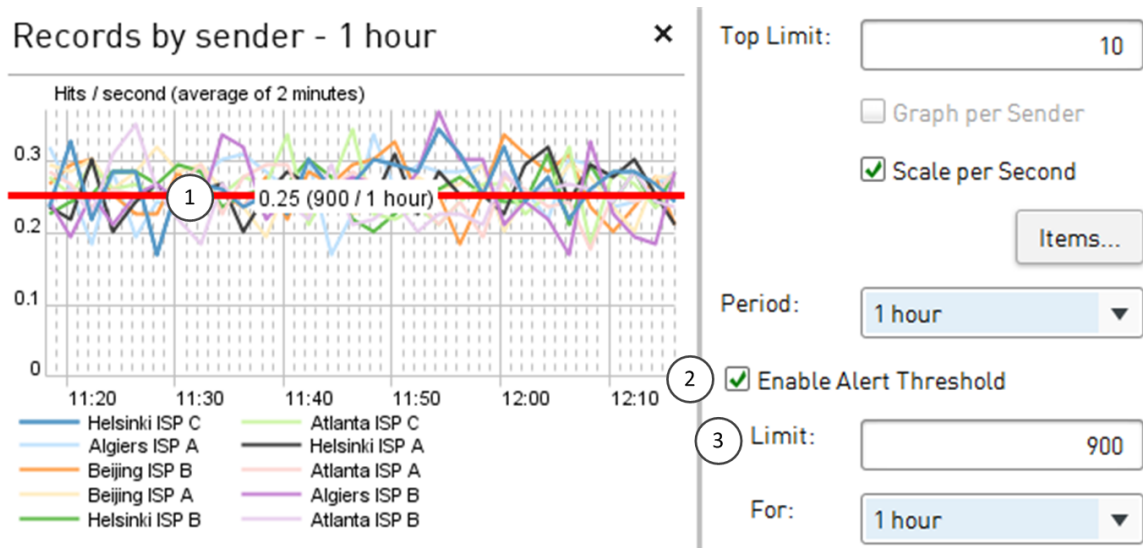 Records by sender - 1 hour
Hits / second (average of 2 minutes)
0.3
0.2
0.1
0
1
0.25 (900 / 1 hour)
11:20 11:30 11:40 11:50 12:00 12:10
Helsinki ISP C
Algiers ISP A
Beijing ISP B
Beijing ISP A
Helsinki ISP B
Atlanta ISP C
Helsinki ISP A
Atlanta ISP A
Algiers ISP B
Atlanta ISP B
Top Limit: 10
Graph per Sender
Scale per Second
Items...
Period: 1 hour
2 Enable Alert Threshold
3 Limit: 900
For: 1 hour